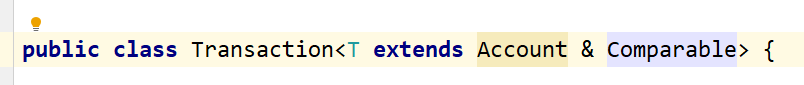 public class Transaction<T extends Account & Comparable> {